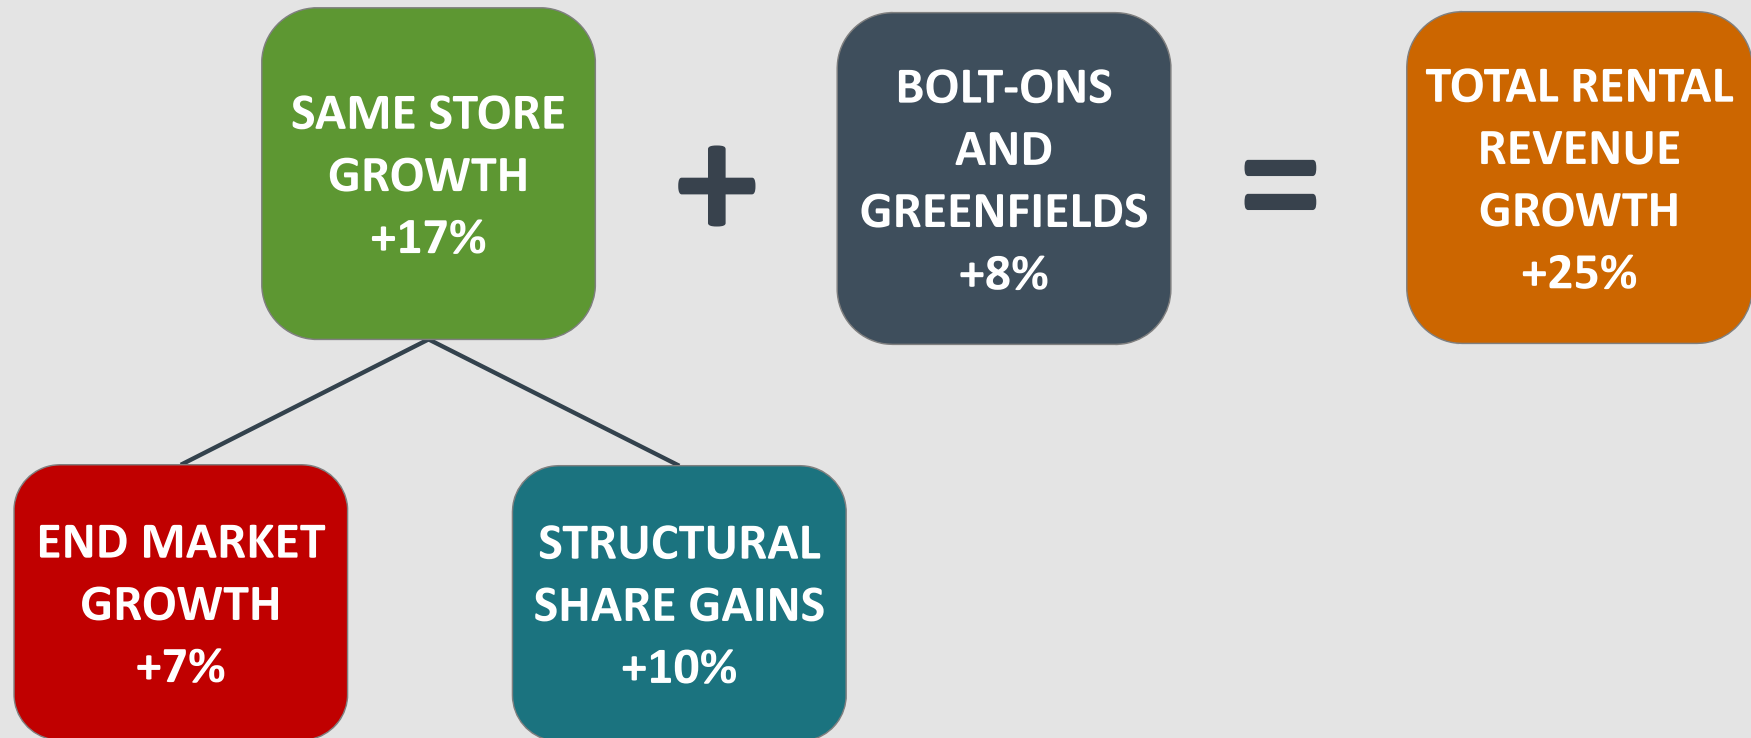 SAME STORE
GROWTH
+17%
+
BOLT-ONS
AND
GREENFIELDS
+8%
=
TOTAL RENTAL
REVENUE
GROWTH
+25%
END MARKET
GROWTH
+7%
STRUCTURAL
SHARE GAINS
+10%